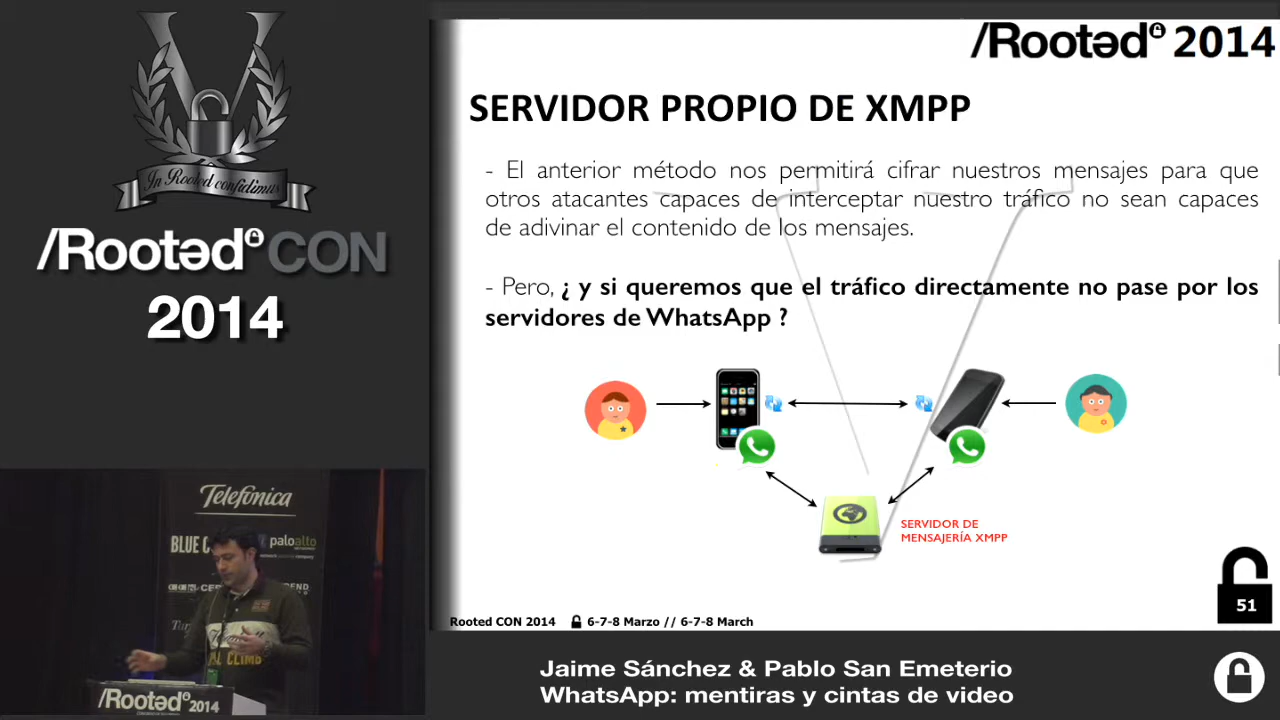 In Rooted confidimus
/Rootəd CON
2014
/Rootəd 2014
SERVIDOR PROPIO DE XMPP
- El anterior método nos permitirá cifrar nuestros mensajes para que
otros atacantes capaces de interceptar nuestro tráfico no sean capaces
de adivinar el contenido de los mensajes.
- Pero, ¿ y si queremos que el tráfico directamente no pase por los
servidores de WhatsApp ?
SERVIDOR DE
MENSAJERÍA XMPP
51
Rooted CON 2014 6-7-8 Marzo // 6-7-8 March
Telefónica
BLUE
paloalto
/Rootəd 2014
Jaime Sánchez & Pablo San Emeterio
WhatsApp: mentiras y cintas de video